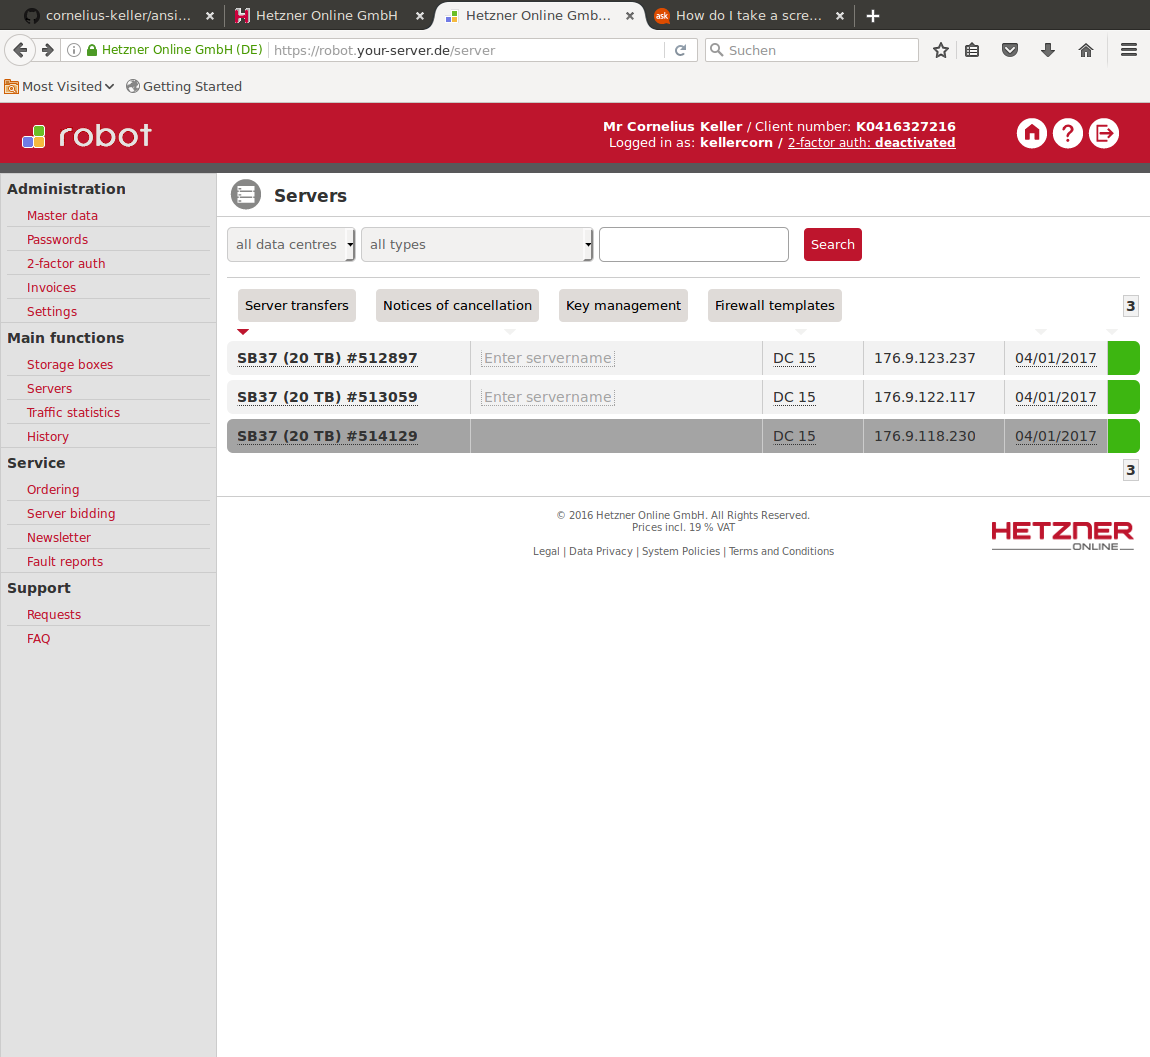 cornelius-keller/ansi...
Hetzner Online GmbH
Hetzner Online Gmb...
ask
How do I take a scre...
Hetzner Online GmbH (DE)
https://robot.your-server.de/server
Suchen
Most Visited
Getting Started
robot
Mr Cornelius Keller / Client number: K0416327216
Logged in as: kellercorn / 2-factor auth: deactivated
Administration
Master data
Passwords
2-factor auth
Invoices
Settings
Main functions
Storage boxes
Servers
Traffic statistics
History
Service
Ordering
Server bidding
Newsletter
Fault reports
Support
Requests
FAQ
Servers
all data centres
all types
Search
Server transfers
Notices of cancellation
Key management
Firewall templates
3
SB37 (20 TB) #512897 Enter servername DC 15 176.9.123.237 04/01/2017
SB37 (20 TB) #513059 Enter servername DC 15 176.9.122.117 04/01/2017
SB37 (20 TB) #514129 DC 15 176.9.118.230 04/01/2017
3
© 2016 Hetzner Online GmbH. All Rights Reserved.
Prices incl. 19 % VAT
Legal | Data Privacy | System Policies | Terms and Conditions
HETZNER
ONLINE